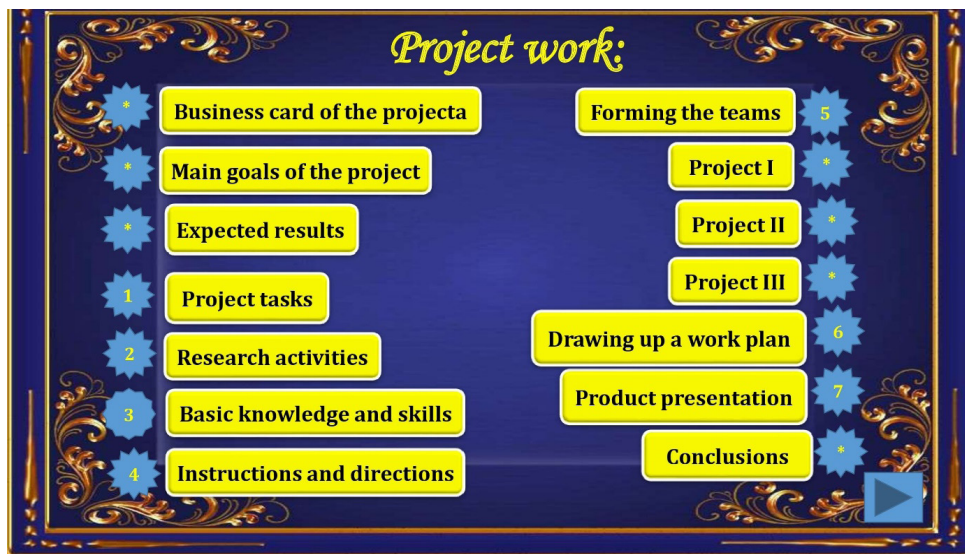 Project work:
* Business card of the projecta
* Main goals of the project
* Expected results
1 Project tasks
2 Research activities
3 Basic knowledge and skills
4 Instructions and directions
Forming the teams 5
Project I *
Project II *
Project III *
Drawing up a work plan 6
Product presentation 7
Conclusions *